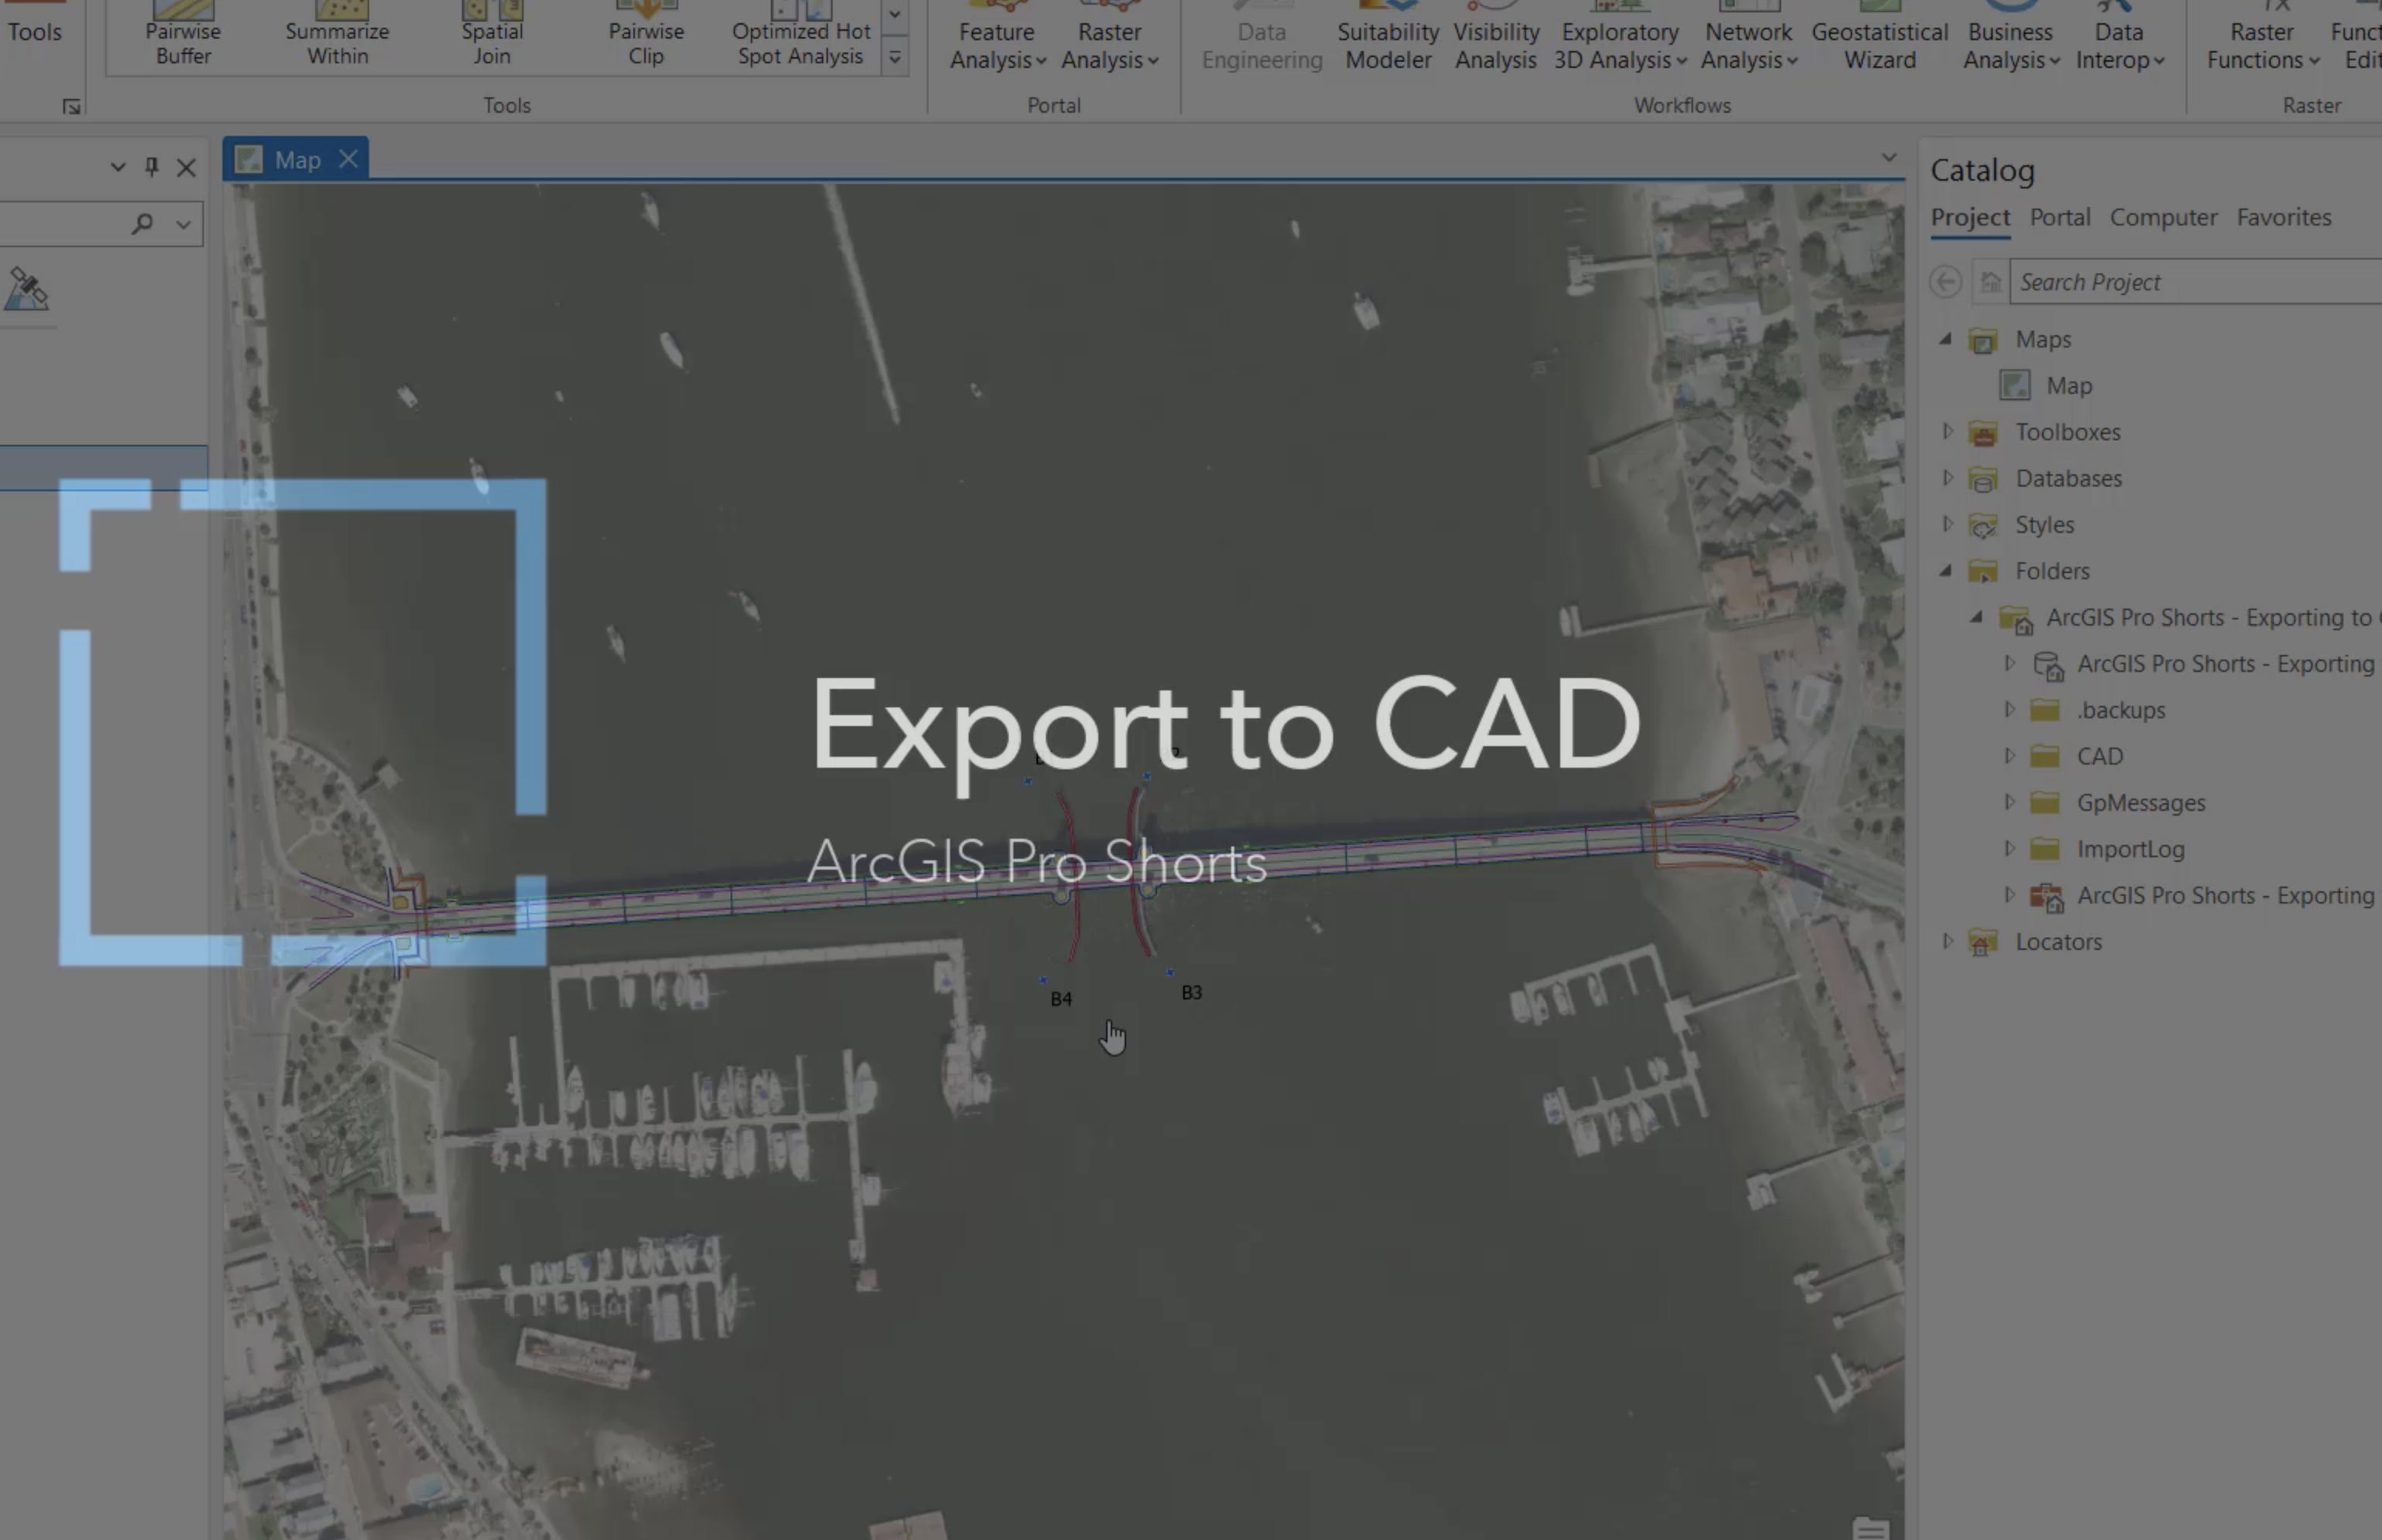 Tools
Pairwise Buffer
Summarize Within
Spatial Join
Pairwise Clip
Optimized Hot Spot Analysis
Tools
Feature Analysis
Raster Analysis
Portal
Data Engineering
Suitability Modeler
Visibility Analysis
Exploratory 3D Analysis
Network Analysis
Geostatistical Wizard
Business Analysis
Data Interop
Workflows
Raster Functions
Raster
Map
Export to CAD
ArcGIS Pro Shorts
B4
B3
Catalog
Project Portal Computer Favorites
Search Project
Maps
Map
Toolboxes
Databases
Styles
Folders
ArcGIS Pro Shorts - Exporting to
ArcGIS Pro Shorts - Exporting
.backups
CAD
GpMessages
ImportLog
ArcGIS Pro Shorts - Exporting
Locators